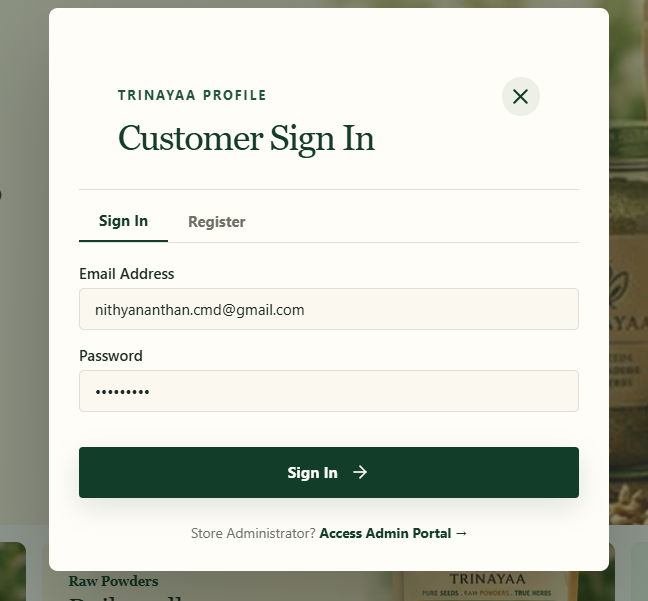 TRINAYAA PROFILE
Customer Sign In
Sign In
Register
Email Address
nithyananthan.cmd@gmail.com
Password
•••••••••
Sign In →
Store Administrator? Access Admin Portal →
Raw Powders
TRINAYAA
PURE SEEDS . RAW POWDERS . TRUE HERBS